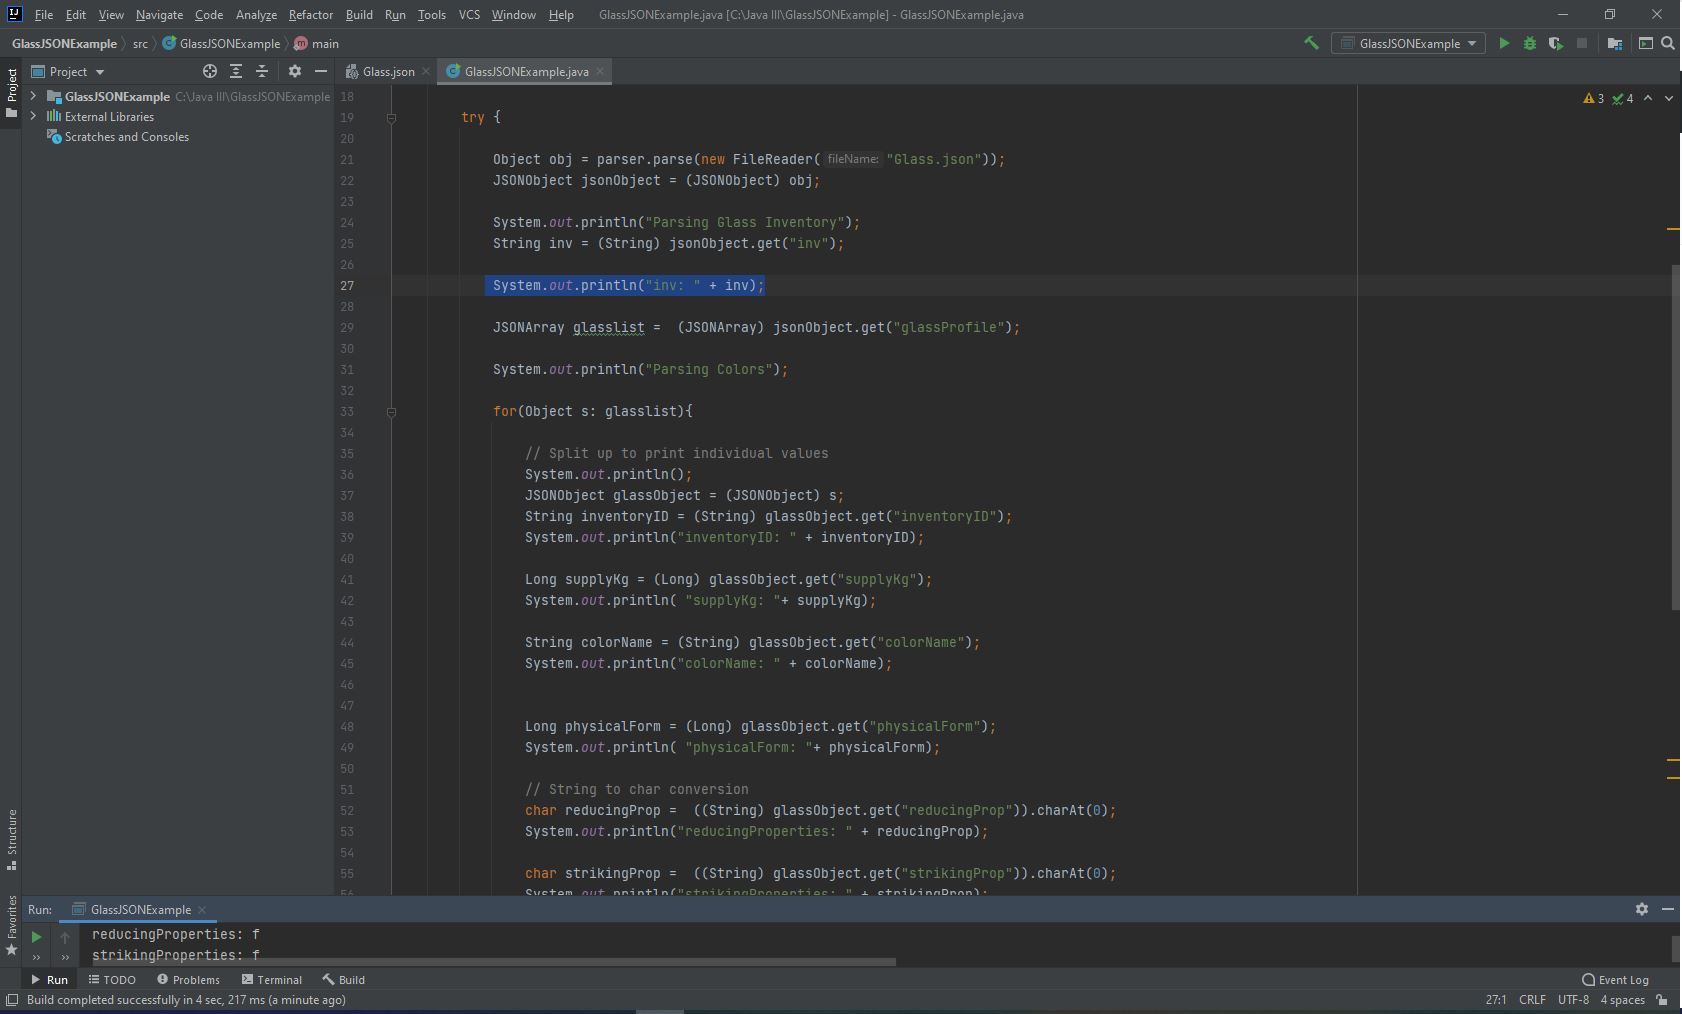 IJ File Edit View Navigate Code Analyze Refactor Build Run Tools VCS Window Help GlassJSONExample.java [C:\Java III\GlassJSONExample] - GlassJSONExample.java
GlassJSONExample src GlassJSONExample main GlassJSONExample
Project
Project
Glass.json GlassJSONExample.java
GlassJSONExample C:\Java III\GlassJSONExample
External Libraries
Scratches and Consoles
3 4
18
19 try {
20
21 Object obj = parser.parse(new FileReader( fileName: "Glass.json"));
22 JSONObject jsonObject = (JSONObject) obj;
23
24 System.out.println("Parsing Glass Inventory");
25 String inv = (String) jsonObject.get("inv");
26
27 System.out.println("inv: " + inv);
28
29 JSONArray glasslist =  (JSONArray) jsonObject.get("glassProfile");
30
31 System.out.println("Parsing Colors");
32
33 for(Object s: glasslist){
34
35 // Split up to print individual values
36 System.out.println();
37 JSONObject glassObject = (JSONObject) s;
38 String inventoryID = (String) glassObject.get("inventoryID");
39 System.out.println("inventoryID: " + inventoryID);
40
41 Long supplyKg = (Long) glassObject.get("supplyKg");
42 System.out.println( "supplyKg: "+ supplyKg);
43
44 String colorName = (String) glassObject.get("colorName");
45 System.out.println("colorName: " + colorName);
46
47
48 Long physicalForm = (Long) glassObject.get("physicalForm");
49 System.out.println( "physicalForm: "+ physicalForm);
50
51 // String to char conversion
52 char reducingProp =  ((String) glassObject.get("reducingProp")).charAt(0);
53 System.out.println("reducingProperties: " + reducingProp);
54
55 char strikingProp =  ((String) glassObject.get("strikingProp")).charAt(0);
56 System.out.println("strikingProperties: " + strikingProp);
Structure
Favorites
Run: GlassJSONExample
reducingProperties: f
strikingProperties: f
Run TODO Problems Terminal Build Event Log
Build completed successfully in 4 sec, 217 ms (a minute ago) 27:1 CRLF UTF-8 4 spaces